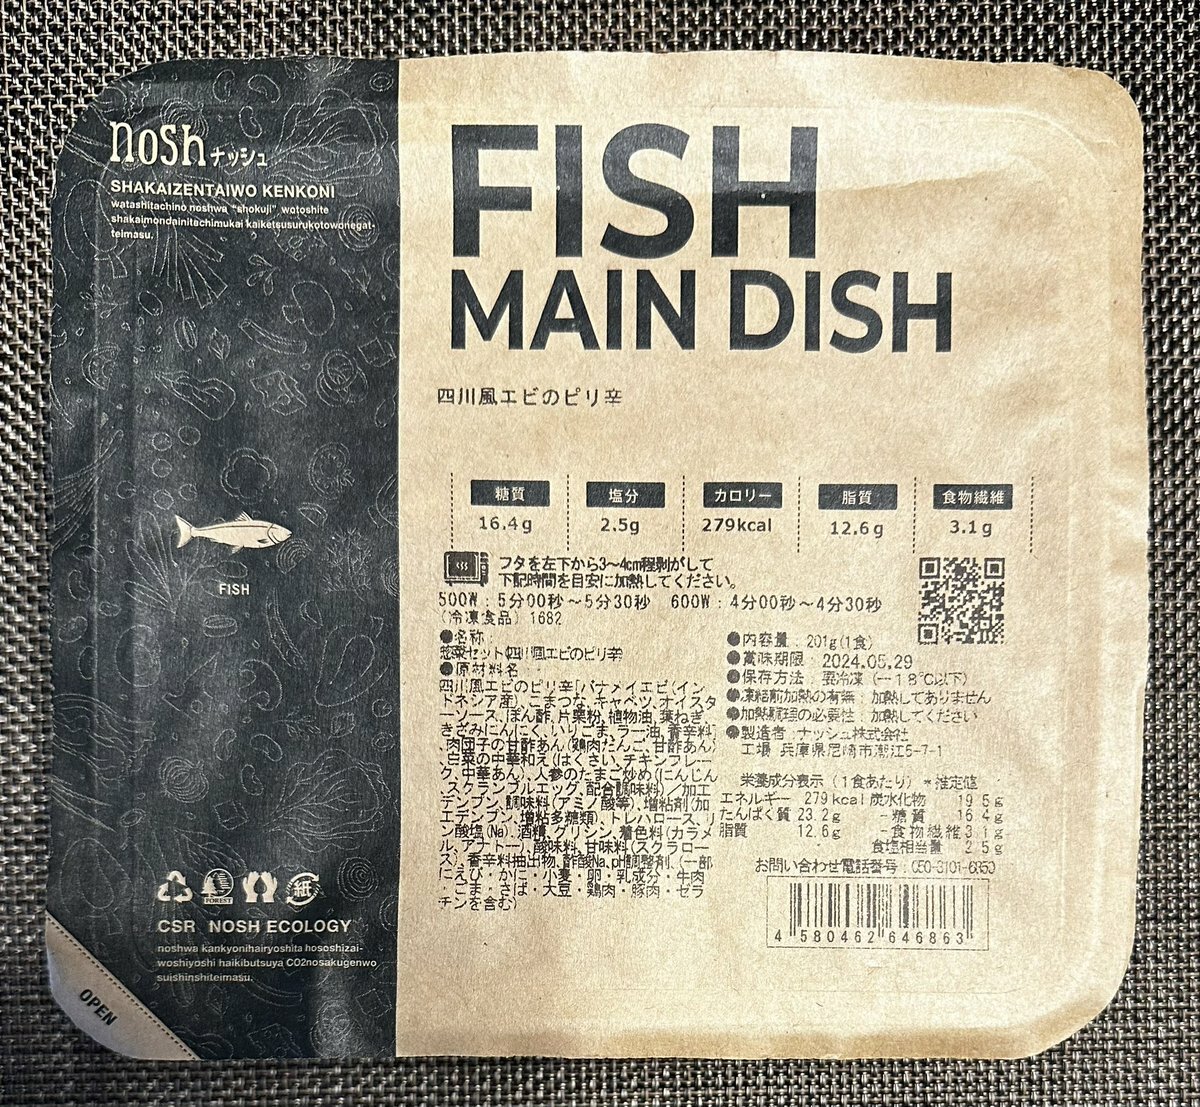 nosh ナッシュ
SHAKAIZENTAIWO KENKONI
watashitachino noshwa "shokuji" wotoshite
shakaimondainitachimukai kaiketsusurukotowonegat-
teimasu.
FISH
MAIN DISH
四川風エビのピリ辛
糖質 塩分 カロリー 脂質 食物繊維
16.4g 2.5g 279kcal 12.6g 3.1g
FISH
フタを左下から3〜4cm程剥がして
下記時間を目安に加熱してください。
500W：5分00秒〜5分30秒 600W：4分00秒〜4分30秒
(冷凍食品) 1682
●名称：
惣菜セット(四川風エビのピリ辛)
●原材料名：
四川風エビのピリ辛[バナメイエビ(イン
ドネシア産)、こまつな、キャベツ、オイスタ
ーソース、ぽん酢、片栗粉、植物油、葉ねぎ、
きざみにんにく、いりごま、ラー油、香辛料]
、肉団子の甘酢あん(鶏肉だんご、甘酢あん)
、白菜の中華和え(はくさい、チキンフレー
ク、中華あん)、人参のたまご炒め(にんじん
、スクランブルエッグ、配合調味料)／加工
デンプン、調味料(アミノ酸等)、増粘剤(加
工デンプン、増粘多糖類)、トレハロース、リ
ン酸塩(Na)、酒精、グリシン、着色料(カラメ
ル、アナトー)、酸味料、甘味料(スクラロー
ス)、香辛料抽出物、酢酸Na、pH調整剤、(一部
にえび・かに・小麦・卵・乳成分・牛肉
・ごま・さば・大豆・鶏肉・豚肉・ゼラ
チンを含む)
●内容量：201g(1食)
●賞味期限：2024.05.29
●保存方法：要冷凍(−18℃以下)
●凍結前加熱の有無：加熱してありません
●加熱調理の必要性：加熱してください
●製造者：ナッシュ株式会社
工場 兵庫県尼崎市潮江5-7-1
栄養成分表示（1食あたり）*推定値
エネルギー 279kcal 炭水化物 19.5g
たんぱく質 23.2g -糖質 16.4g
脂質 12.6g -食物繊維 3.1g
食塩相当量 2.5g
お問い合わせ電話番号：050-3101-6850
4 580462 646863
FOREST
紙
CSR NOSH ECOLOGY
noshwa kankyonihairyoshita hososhizai-
woshiyoshi haikibutsuya CO2nosakugenwo
suishinshiteimasu.
OPEN